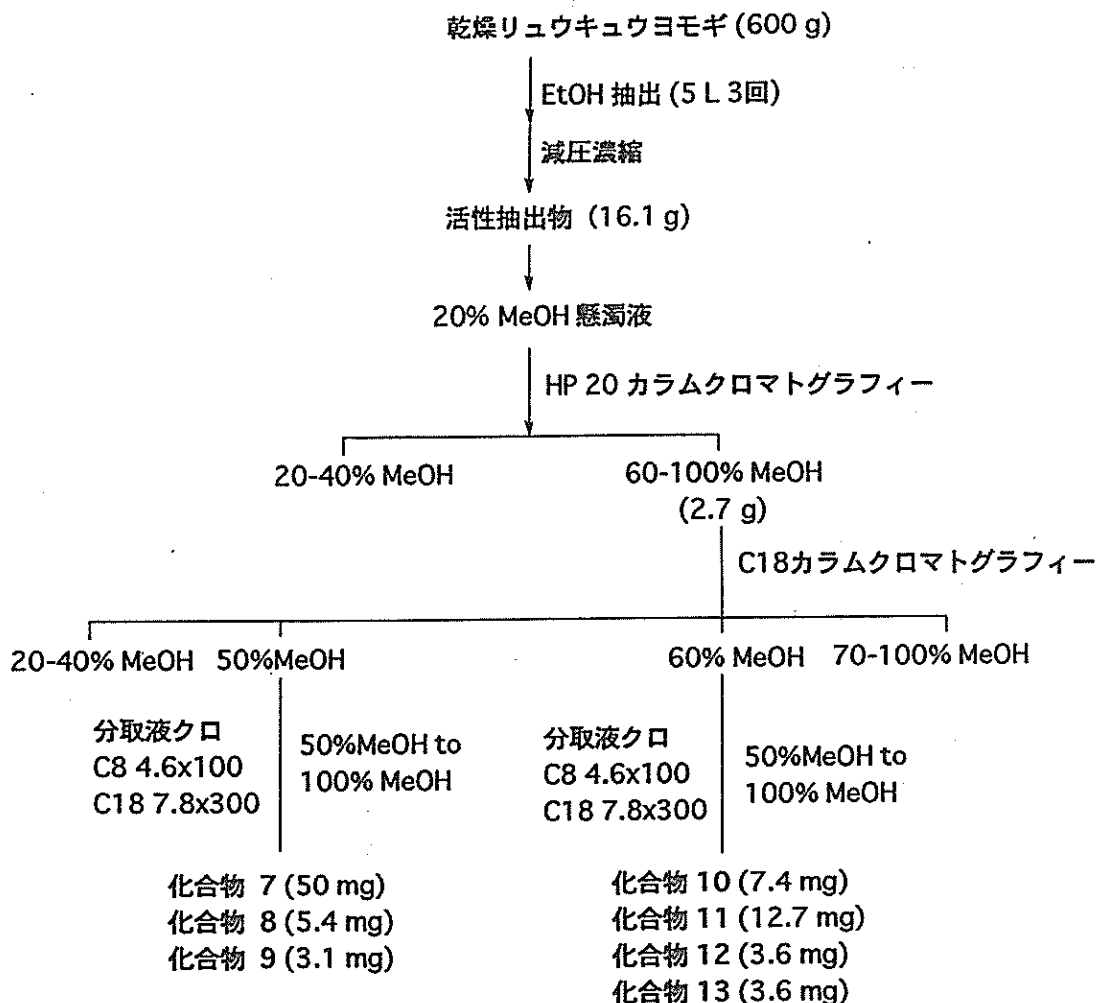 乾燥リュウキュウヨモギ (600 g)
EtOH 抽出 (5 L 3回)
減圧濃縮
活性抽出物 (16.1 g)
20% MeOH 懸濁液
HP 20 カラムクロマトグラフィー
20-40% MeOH
60-100% MeOH
(2.7 g)
C18カラムクロマトグラフィー
20-40% MeOH
50%MeOH
60% MeOH
70-100% MeOH
分取液クロ
C8 4.6x100
C18 7.8x300
50%MeOH to
100% MeOH
分取液クロ
C8 4.6x100
C18 7.8x300
50%MeOH to
100% MeOH
化合物 7 (50 mg)
化合物 8 (5.4 mg)
化合物 9 (3.1 mg)
化合物 10 (7.4 mg)
化合物 11 (12.7 mg)
化合物 12 (3.6 mg)
化合物 13 (3.6 mg)